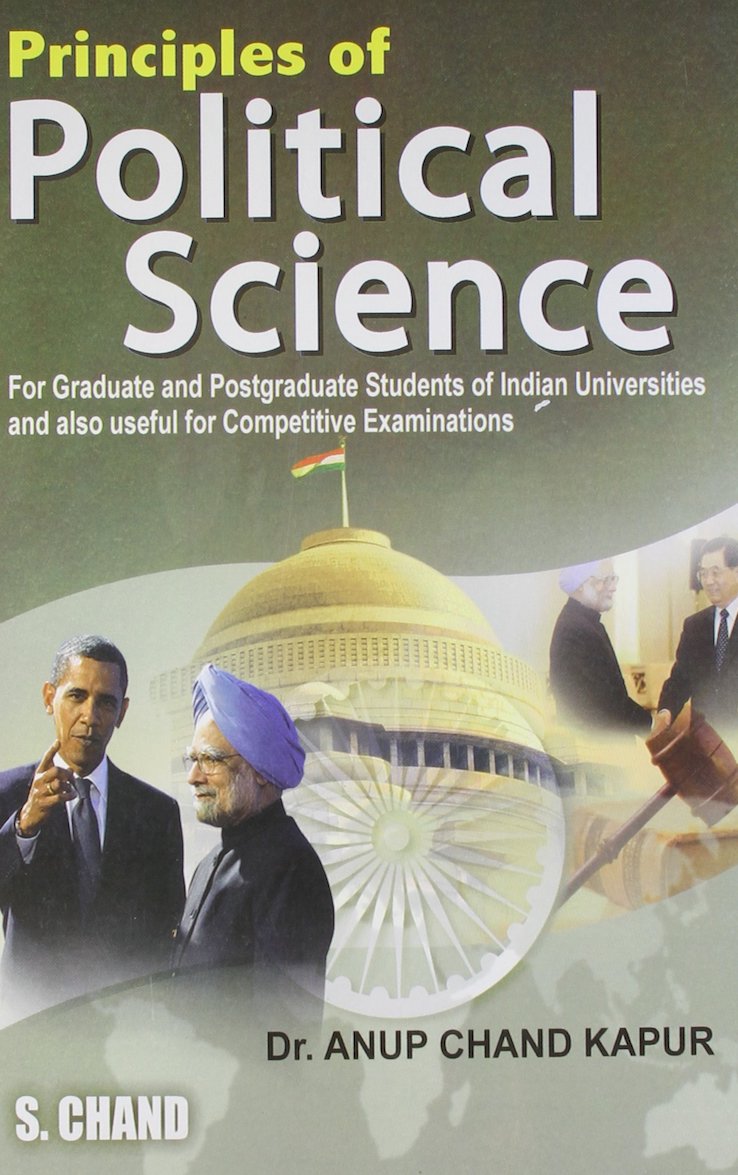 Principles of
Political
Science
For Graduate and Postgraduate Students of Indian Universities
and also useful for Competitive Examinations
Dr. ANUP CHAND KAPUR
S. CHAND